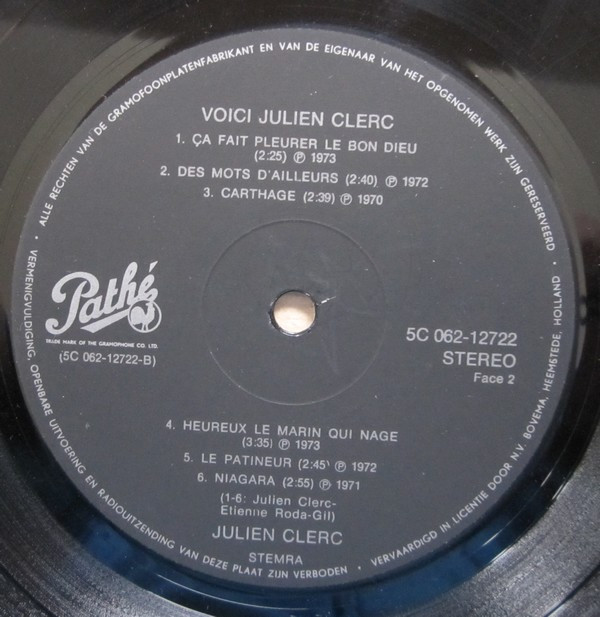 ALLE RECHTEN VAN DE GRAMOFOONPLATENFABRIKANT EN VAN DE EIGENAAR VAN HET OPGENOMEN WERK ZIJN GERESERVEERD
VOICI JULIEN CLERC
1. ÇA FAIT PLEURER LE BON DIEU
(2:25) ℗ 1973
2. DES MOTS D'AILLEURS (2:40) ℗ 1972
3. CARTHAGE (2:39) ℗ 1970
Pathé
TRADE MARK OF THE GRAMOPHONE CO. LTD.
(5C 062-12722-B)
5C 062-12722
STEREO
Face 2
4. HEUREUX LE MARIN QUI NAGE
(3:35) ℗ 1973
5. LE PATINEUR (2:45) ℗ 1972
6. NIAGARA (2:55) ℗ 1971
(1-6: Julien Clerc-
Etienne Roda-Gil)
JULIEN CLERC
STEMRA
VERMENIGVULDIGING, OPENBARE UITVOERING EN RADIOUITZENDING VAN DEZE PLAAT ZIJN VERBODEN • VERVAARDIGD IN LICENTIE DOOR N.V. BOVEMA, HEEMSTEDE, HOLLAND •